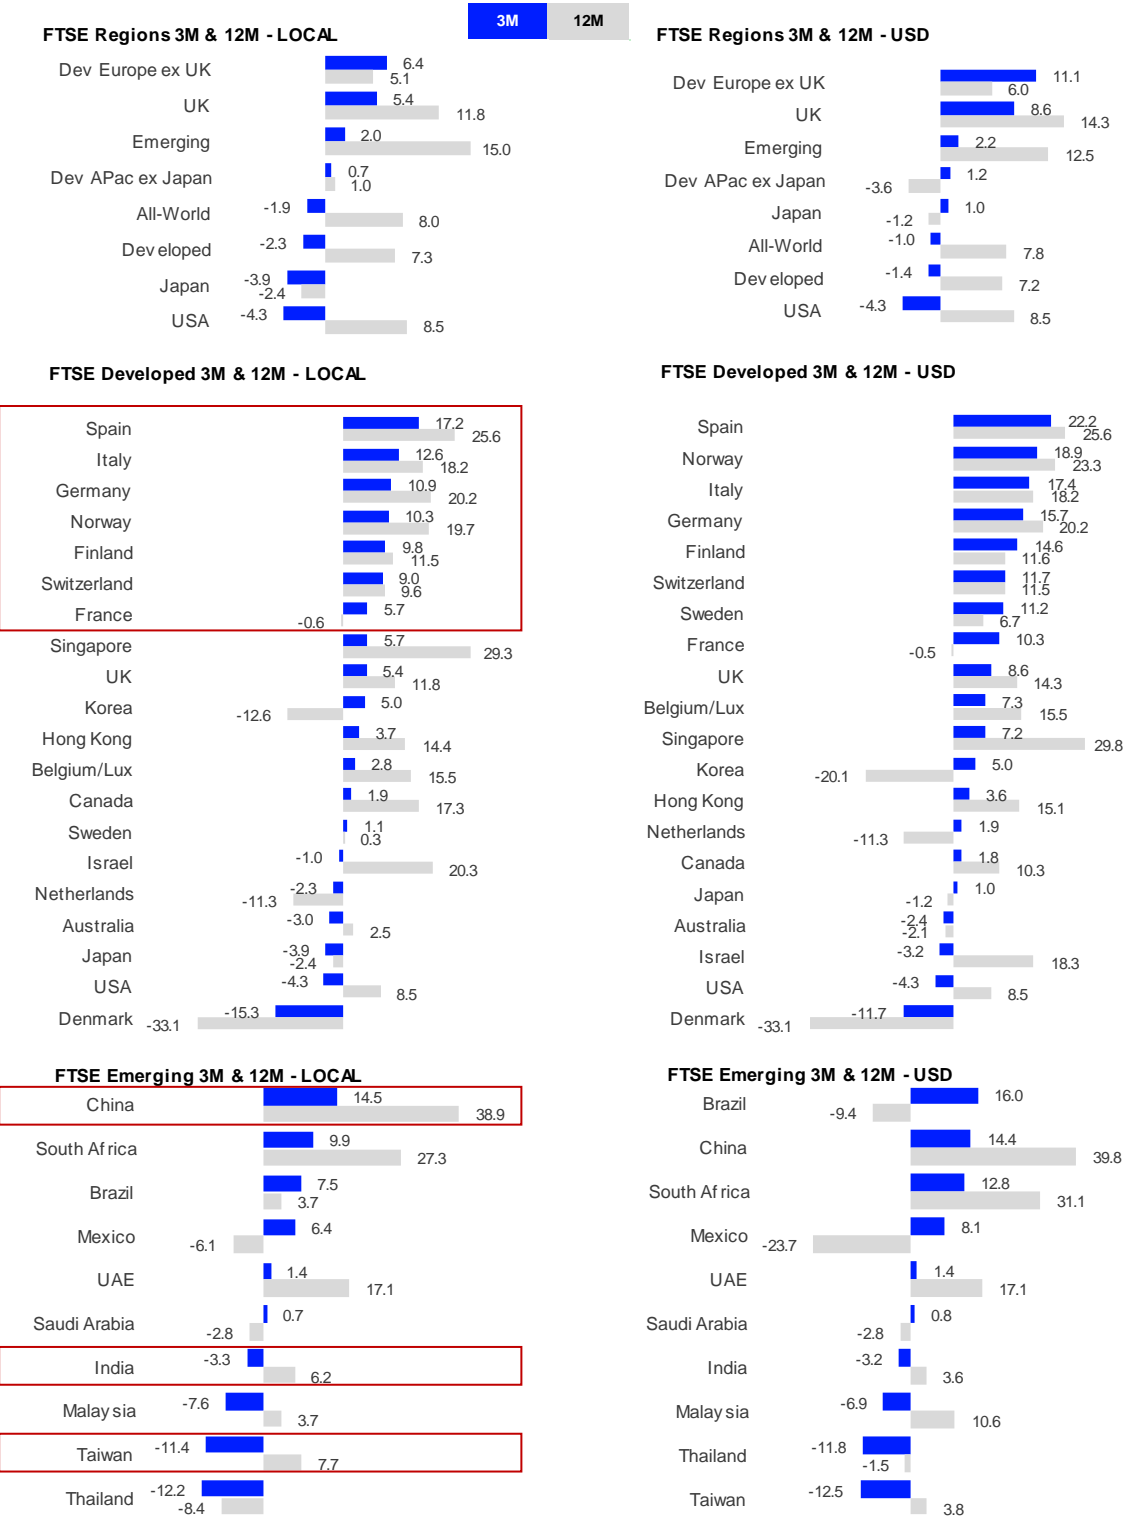 3M 12M
FTSE Regions 3M & 12M - LOCAL
Dev Europe ex UK 6.4 5.1
UK 5.4 11.8
Emerging 2.0 15.0
Dev APac ex Japan 0.7 1.0
All-World -1.9 8.0
Developed -2.3 7.3
Japan -3.9 -2.4
USA -4.3 8.5
FTSE Regions 3M & 12M - USD
Dev Europe ex UK 11.1 6.0
UK 8.6 14.3
Emerging 2.2 12.5
Dev APac ex Japan 1.2 -3.6
Japan 1.0 -1.2
All-World -1.0 7.8
Developed -1.4 7.2
USA -4.3 8.5
FTSE Developed 3M & 12M - LOCAL
Spain 17.2 25.6
Italy 12.6 18.2
Germany 10.9 20.2
Norway 10.3 19.7
Finland 9.8 11.5
Switzerland 9.0 9.6
France 5.7 -0.6
Singapore 5.7 29.3
UK 5.4 11.8
Korea 5.0 -12.6
Hong Kong 3.7 14.4
Belgium/Lux 2.8 15.5
Canada 1.9 17.3
Sweden 1.1 0.3
Israel -1.0 20.3
Netherlands -2.3 -11.3
Australia -3.0 2.5
Japan -3.9 -2.4
USA -4.3 8.5
Denmark -15.3 -33.1
FTSE Developed 3M & 12M - USD
Spain 22.2 25.6
Norway 18.9 23.3
Italy 17.4 18.2
Germany 15.7 20.2
Finland 14.6 11.6
Switzerland 11.7 11.5
Sweden 11.2 6.7
France 10.3 -0.5
UK 8.6 14.3
Belgium/Lux 7.3 15.5
Singapore 7.2 29.8
Korea 5.0 -20.1
Hong Kong 3.6 15.1
Netherlands 1.9 -11.3
Canada 1.8 10.3
Japan 1.0 -1.2
Australia -2.4 -2.1
Israel -3.2 18.3
USA -4.3 8.5
Denmark -11.7 -33.1
FTSE Emerging 3M & 12M - LOCAL
China 14.5 38.9
South Africa 9.9 27.3
Brazil 7.5 3.7
Mexico 6.4 -6.1
UAE 1.4 17.1
Saudi Arabia 0.7 -2.8
India -3.3 6.2
Malaysia -7.6 3.7
Taiwan -11.4 7.7
Thailand -12.2 -8.4
FTSE Emerging 3M & 12M - USD
Brazil 16.0 -9.4
China 14.4 39.8
South Africa 12.8 31.1
Mexico 8.1 -23.7
UAE 1.4 17.1
Saudi Arabia 0.8 -2.8
India -3.2 3.6
Malaysia -6.9 10.6
Thailand -11.8 -1.5
Taiwan -12.5 3.8